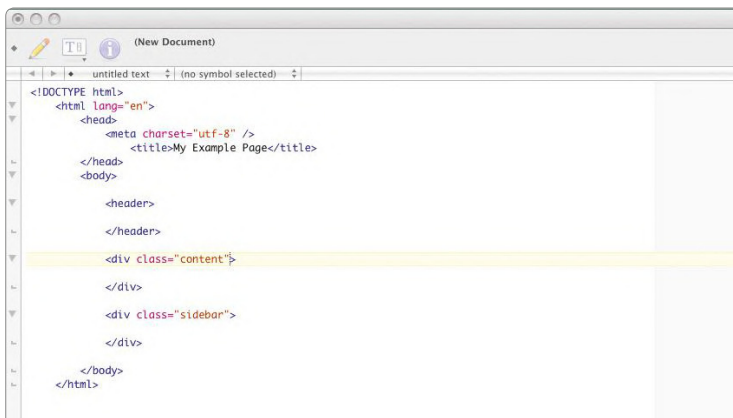 (New Document)
untitled text (no symbol selected)
<!DOCTYPE html>
<html lang="en">
<head>
<meta charset="utf-8" />
<title>My Example Page</title>
</head>
<body>
<header>
</header>
<div class="content">
</div>
<div class="sidebar">
</div>
</body>
</html>